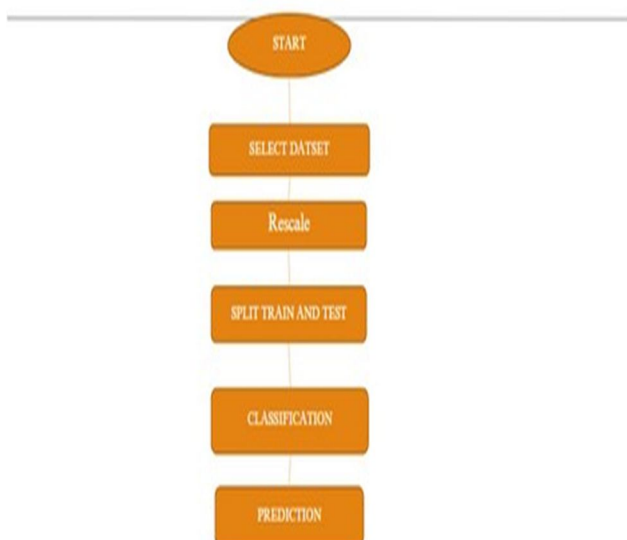 START
SELECT DATSET
Rescale
SPLIT TRAIN AND TEST
CLASSIFICATION
PREDICTION